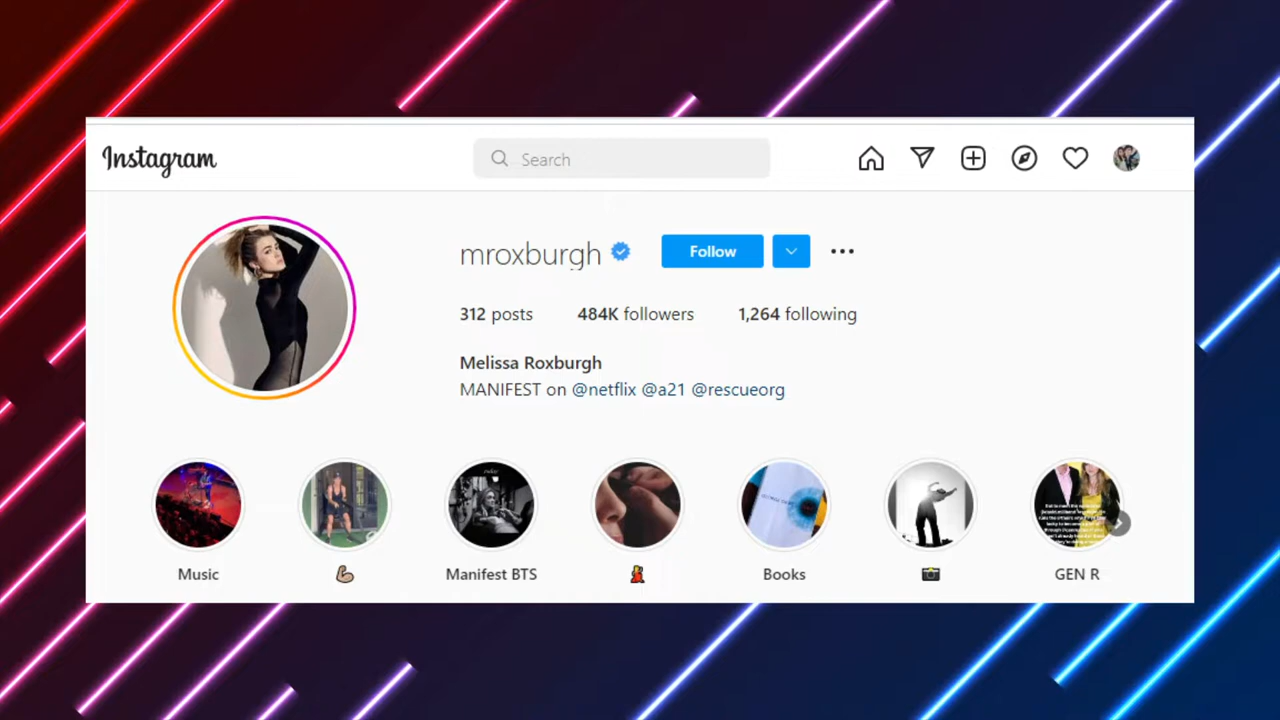 Instagram
Search
mroxburgh
Follow
312 posts 484K followers 1,264 following
Melissa Roxburgh
MANIFEST on @netflix @a21 @rescueorg
Music
Manifest BTS
Books
GEN R